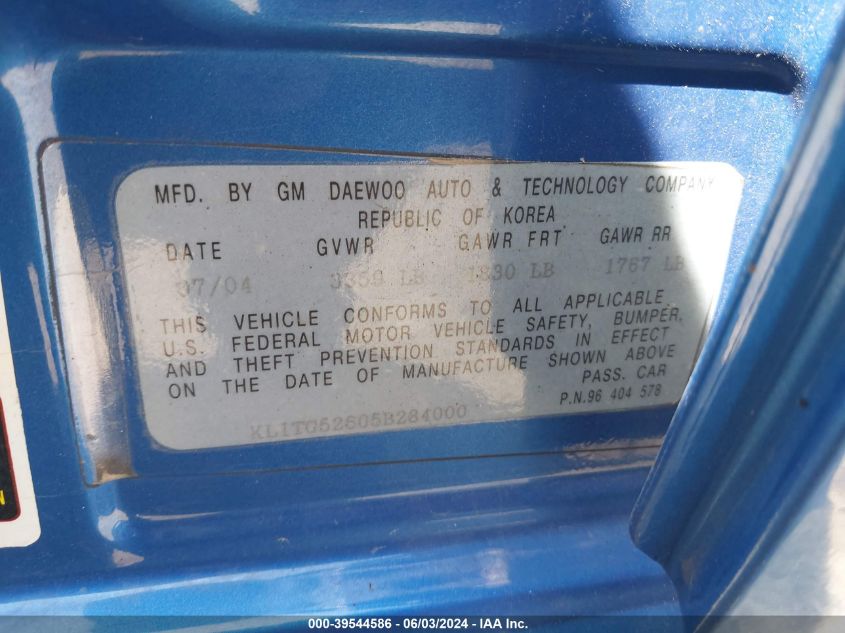 MFD. BY GM DAEWOO AUTO & TECHNOLOGY COMPANY
REPUBLIC OF KOREA
DATE GVWR GAWR FRT GAWR RR
07/04 3359 LB 1830 LB 1767 LB
THIS VEHICLE CONFORMS TO ALL APPLICABLE
U.S. FEDERAL MOTOR VEHICLE SAFETY, BUMPER,
AND THEFT PREVENTION STANDARDS IN EFFECT
ON THE DATE OF MANUFACTURE SHOWN ABOVE
PASS. CAR
P.N.96 404 578
KL1TG52605B284000
000-39544586 - 06/03/2024 - IAA Inc.